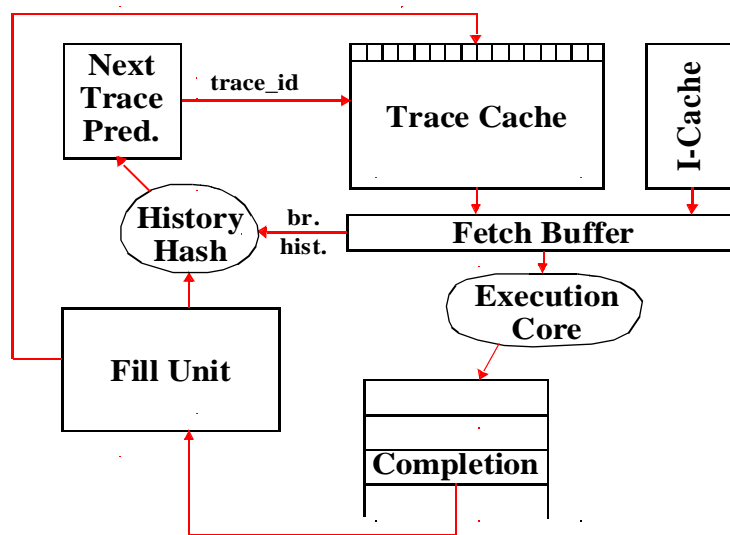 Next
Trace
Pred.
trace_id
Trace Cache
I-Cache
History
Hash
br.
hist.
Fetch Buffer
Execution
Core
Fill Unit
Completion